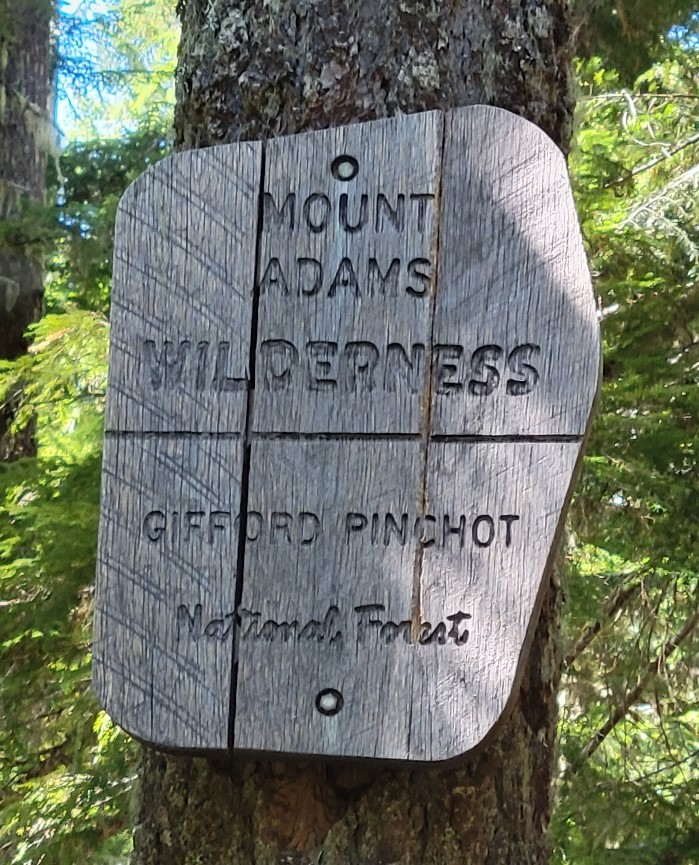 MOUNT
ADAMS
WILDERNESS
GIFFORD PINCHOT
National Forest